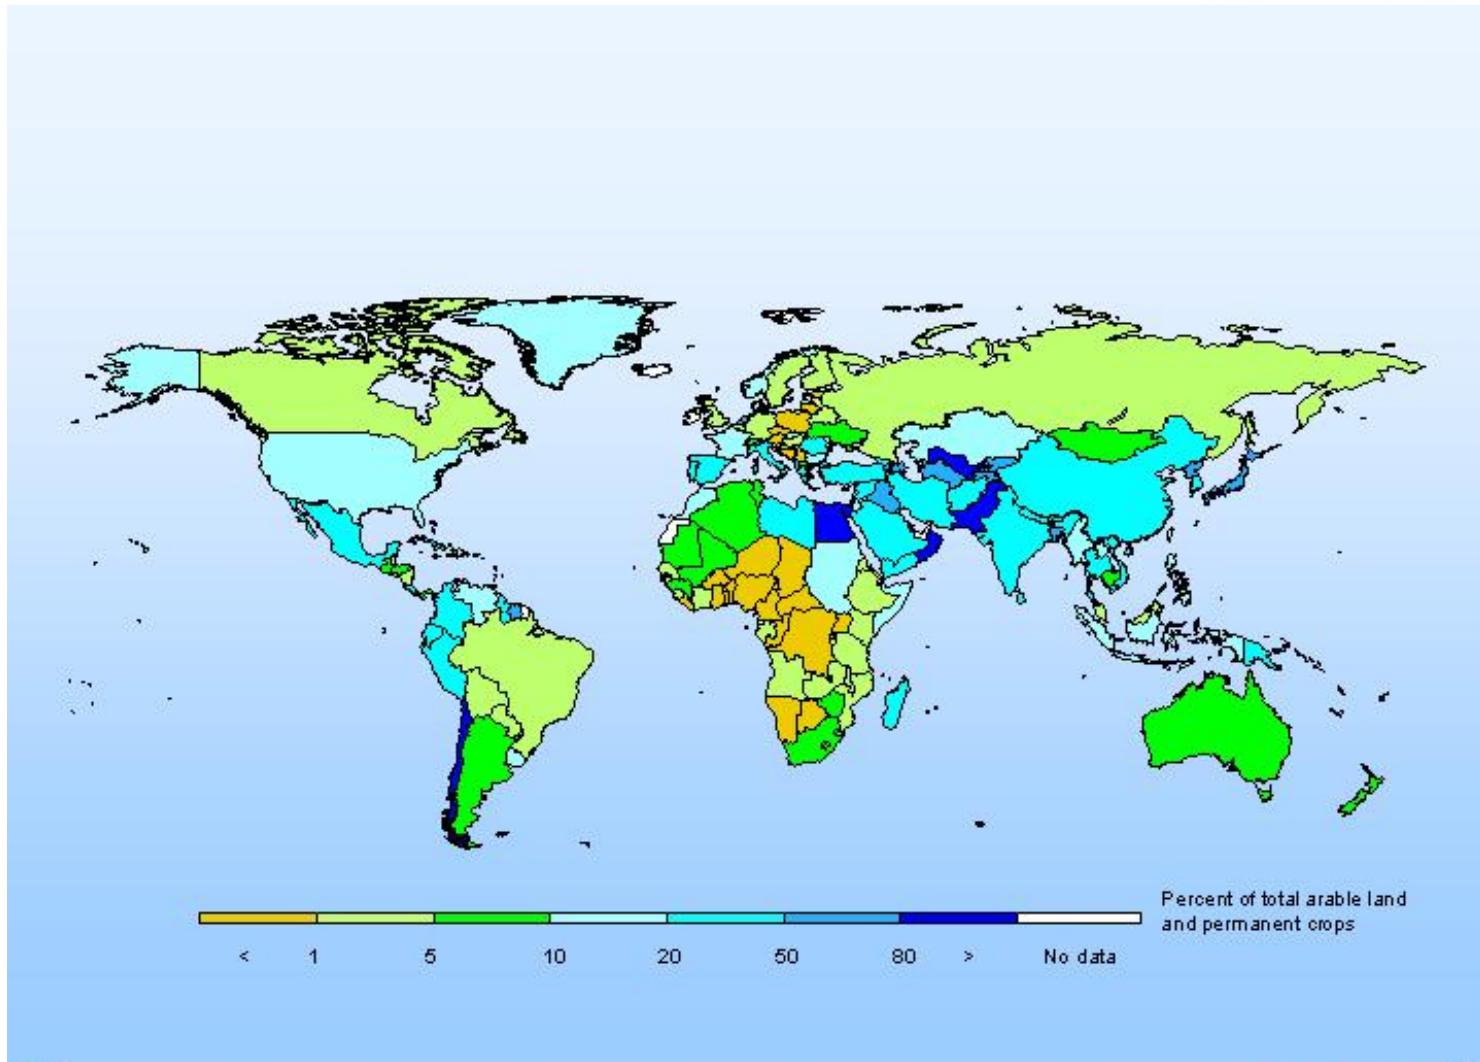 Percent of total arable land
and permanent crops
< 1 5 10 20 50 80 > No data